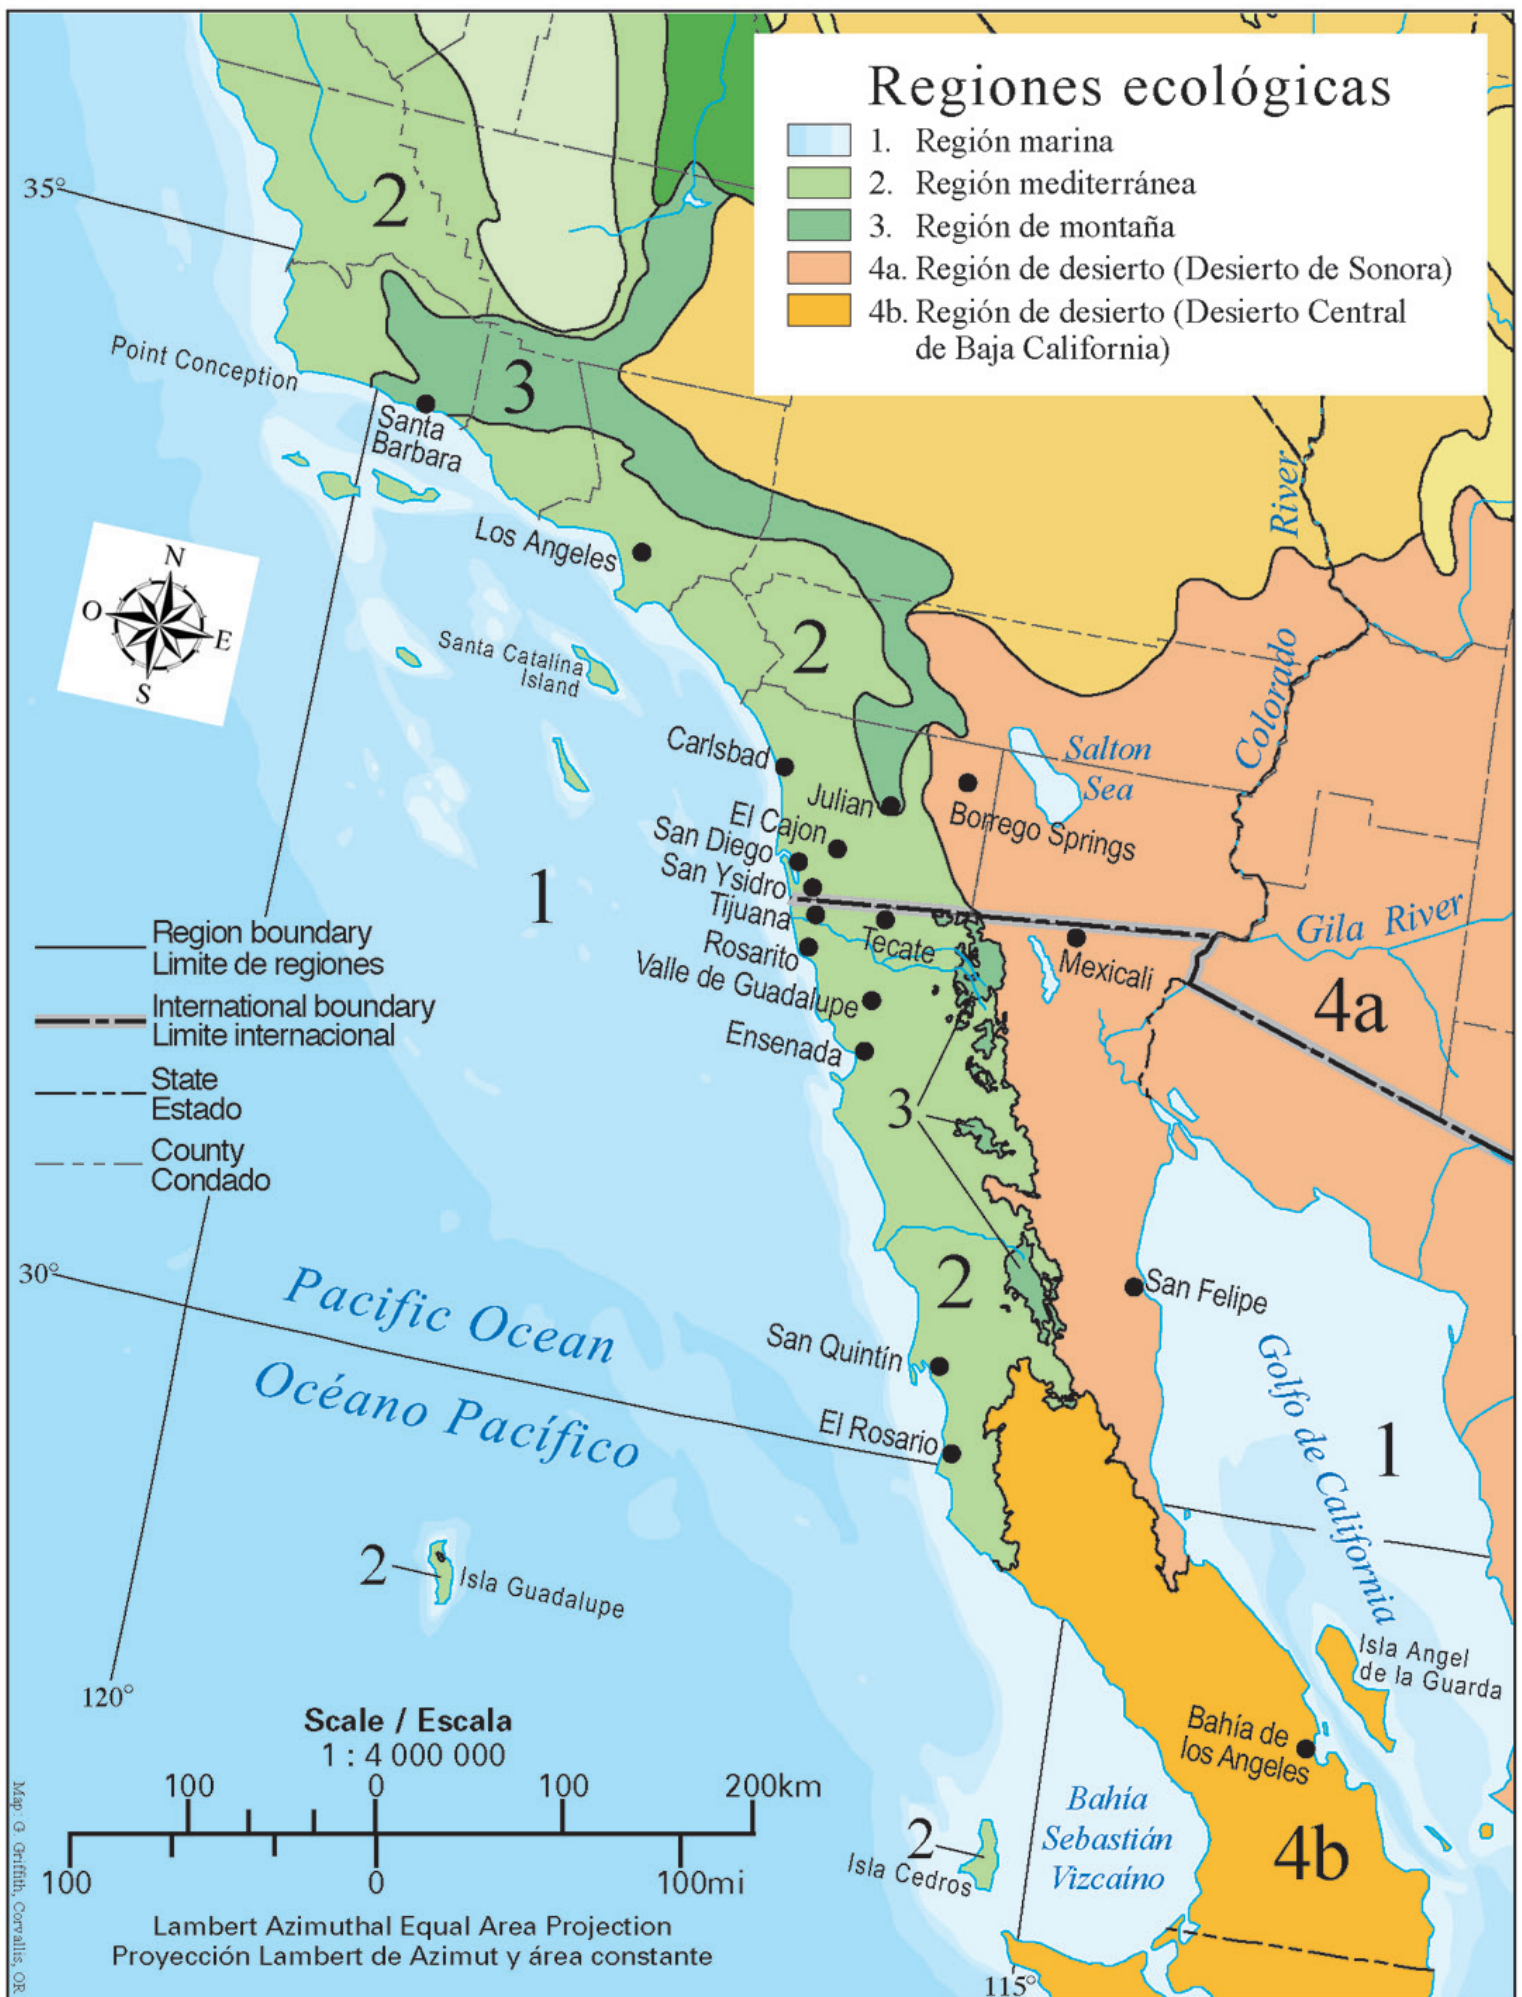 Regiones ecológicas
1. Región marina
2. Región mediterránea
3. Región de montaña
4a. Región de desierto (Desierto de Sonora)
4b. Región de desierto (Desierto Central
de Baja California)
35°
2
Point Conception
3
Santa
Barbara
Los Angeles
N
O
E
S
Santa Catalina
Island
2
River
Colorado
Carlsbad
Salton
Sea
Julian
Borrego Springs
El Cajon
San Diego
San Ysidro
Tijuana
Tecate
Rosarito
Valle de Guadalupe
Ensenada
Mexicali
Gila River
4a
1
Region boundary
Limite de regiones
International boundary
Limite internacional
State
Estado
County
Condado
3
30°
Pacific Ocean
Océano Pacífico
2
San Felipe
San Quintín
El Rosario
Golfo de California
1
2
Isla Guadalupe
120°
Isla Angel
de la Guarda
Bahía de
los Angeles
Scale / Escala
1 : 4 000 000
100 0 100 200km
100 0 100mi
Lambert Azimuthal Equal Area Projection
Proyección Lambert de Azimut y área constante
2
Isla Cedros
Bahía
Sebastián
Vizcaíno
4b
115°
Map: G. Griffith, Corvallis, OR